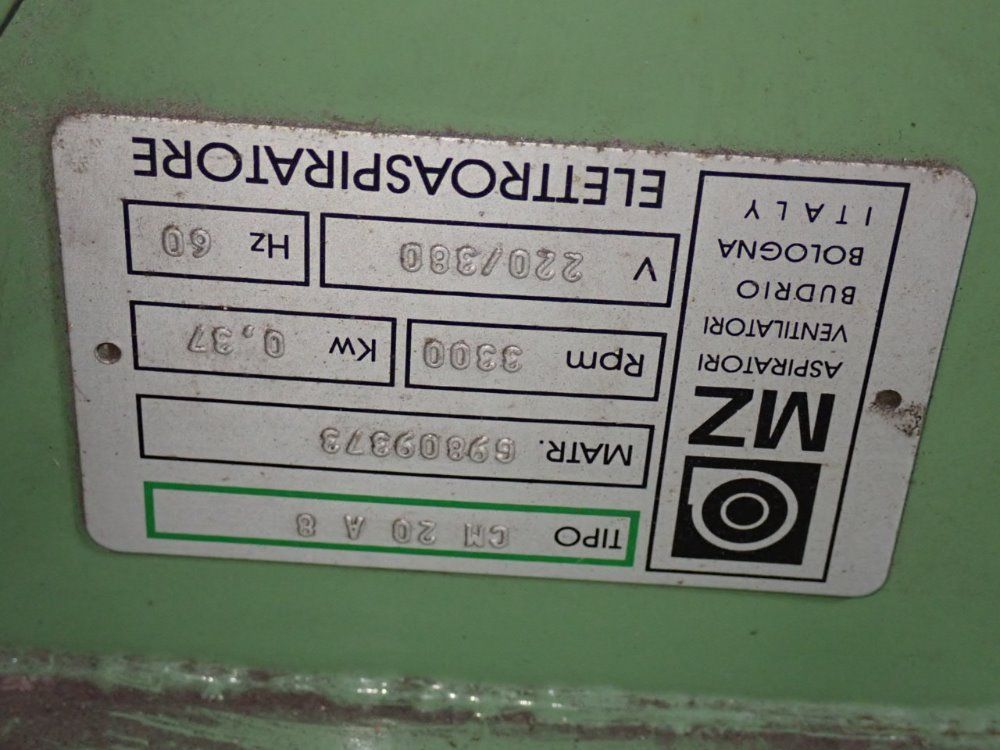 MZ
ASPIRATORI
VENTILATORI
BUDRIO
BOLOGNA
ITALY
TIPO CM 20 A 8
MATR. 69809373
Rpm 3300 Kw 0,37
V 220/380 Hz 60
ELETTROASPIRATORE